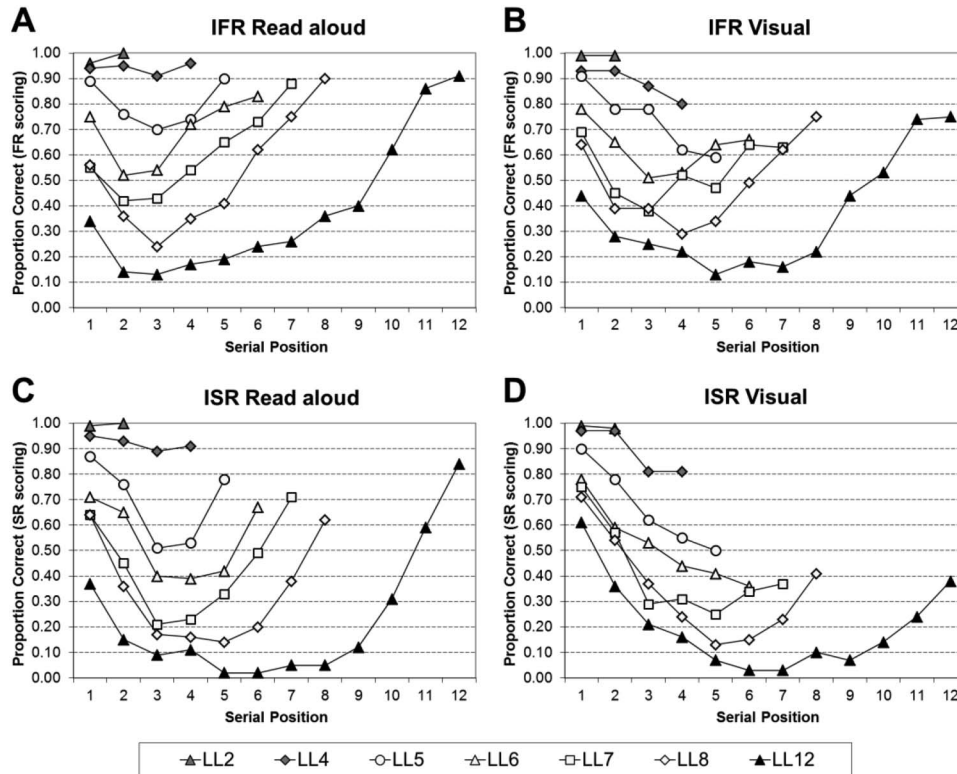 A
IFR Read aloud
Proportion Correct (FR scoring)
1.00
0.90
0.80
0.70
0.60
0.50
0.40
0.30
0.20
0.10
0.00
1 2 3 4 5 6 7 8 9 10 11 12
Serial Position
B
IFR Visual
Proportion Correct (FR scoring)
1.00
0.90
0.80
0.70
0.60
0.50
0.40
0.30
0.20
0.10
0.00
1 2 3 4 5 6 7 8 9 10 11 12
Serial Position
C
ISR Read aloud
Proportion Correct (SR scoring)
1.00
0.90
0.80
0.70
0.60
0.50
0.40
0.30
0.20
0.10
0.00
1 2 3 4 5 6 7 8 9 10 11 12
Serial Position
D
ISR Visual
Proportion Correct (SR scoring)
1.00
0.90
0.80
0.70
0.60
0.50
0.40
0.30
0.20
0.10
0.00
1 2 3 4 5 6 7 8 9 10 11 12
Serial Position
LL2 LL4 LL5 LL6 LL7 LL8 LL12